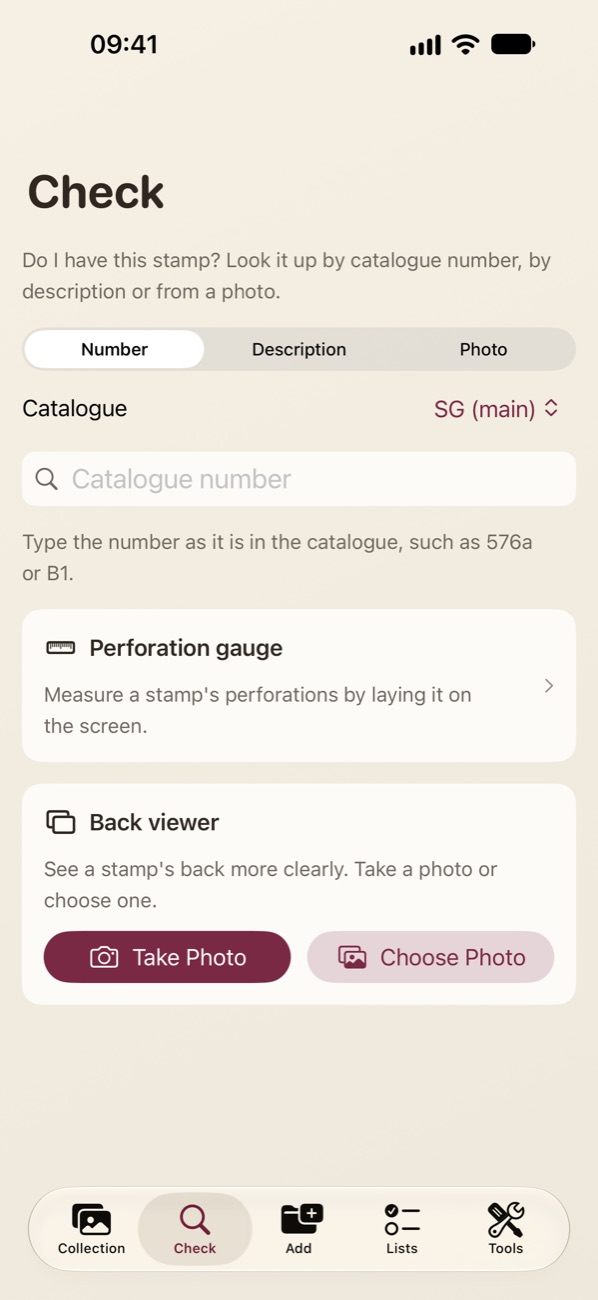 09:41
Check
Do I have this stamp? Look it up by catalogue number, by
description or from a photo.
Number Description Photo
Catalogue SG (main)
Catalogue number
Type the number as it is in the catalogue, such as 576a
or B1.
Perforation gauge
Measure a stamp's perforations by laying it on
the screen.
Back viewer
See a stamp's back more clearly. Take a photo or
choose one.
Take Photo Choose Photo
Collection Check Add Lists Tools